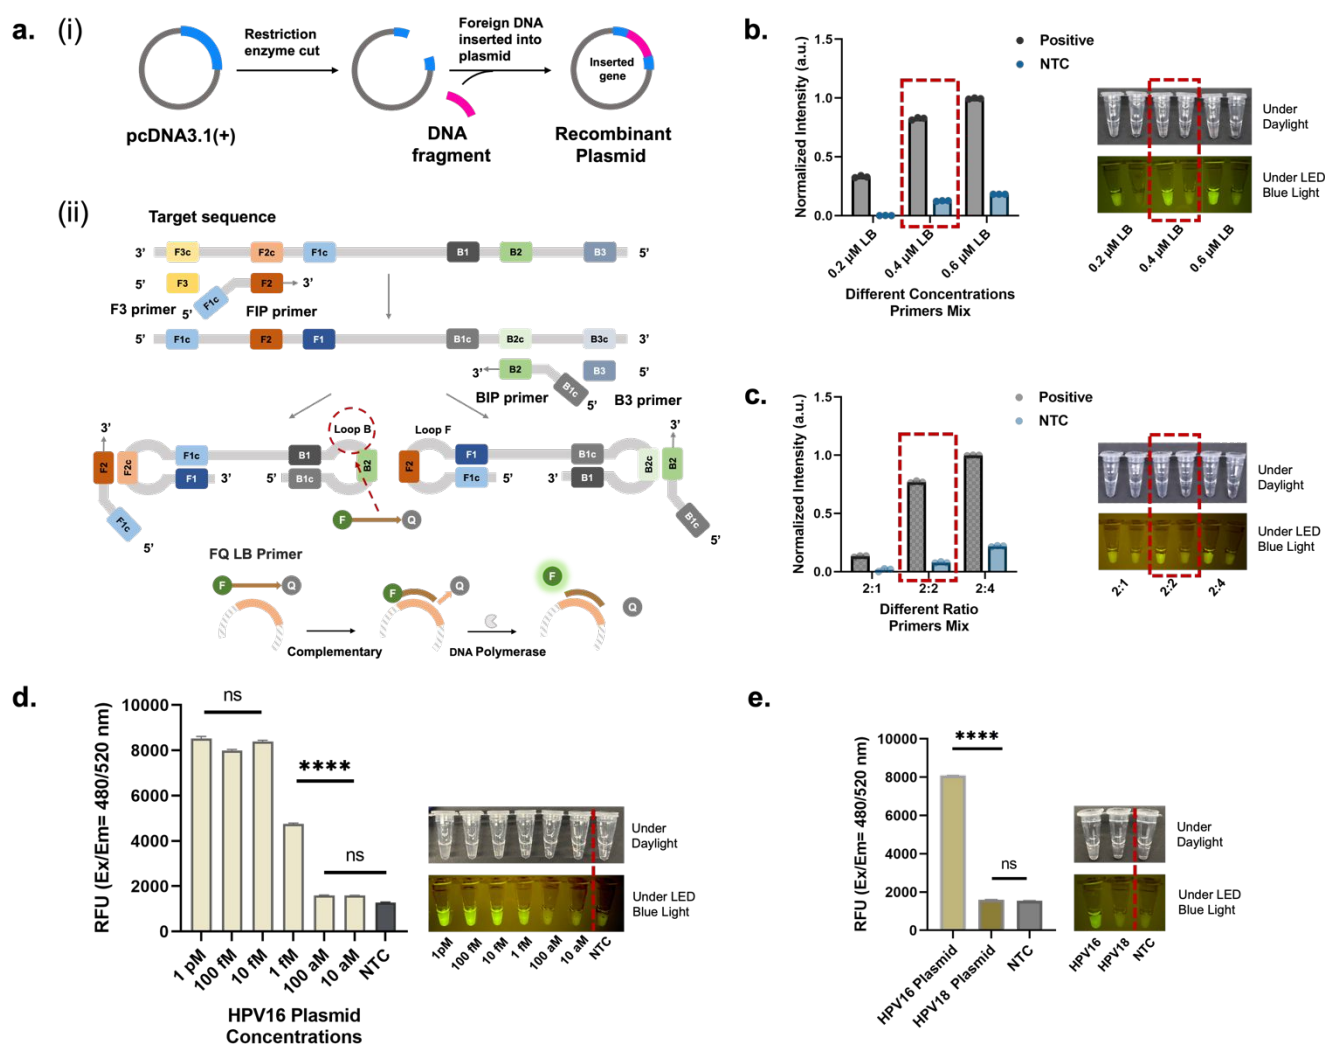 a.
(i)
Restriction
enzyme cut
Foreign DNA
inserted into
plasmid
Inserted
gene
pcDNA3.1(+)
DNA
fragment
Recombinant
Plasmid
(ii)
Target sequence
3’ F3c F2c F1c B1 B2 B3 5’
F3 F2 3’
F1c
F3 primer 5’ FIP primer
5’ F1c F2 F1 B1c B2c B3c 3’
3’ B2 B3 5’
B1c
BIP primer 5’ B3 primer
3’ Loop B Loop F 3’
F2 F2c F1c B1 B2 F2 F1 B1c B2c B2
F1 3’ 5’ B1c F1c 5’ 3’ B1
F1c
5’
F Q
B1c
5’
FQ LB Primer
F Q
F Q
F
Q
Complementary
DNA Polymerase
b.
Normalized Intensity (a.u.)
1.5
1.0
0.5
0.0
Positive
NTC
0.2 µM LB
0.4 µM LB
0.6 µM LB
Different Concentrations
Primers Mix
Under
Daylight
Under LED
Blue Light
0.2 µM LB
0.4 µM LB
0.6 µM LB
c.
Normalized Intensity (a.u.)
1.5
1.0
0.5
0.0
Positive
NTC
2:1 2:2 2:4
Different Ratio
Primers Mix
Under
Daylight
Under LED
Blue Light
2:1
2:2
2:4
d.
RFU (Ex/Em= 480/520 nm)
10000
8000
6000
4000
2000
0
ns
****
ns
1 pM
100 fM
10 fM
1 fM
100 aM
10 aM
NTC
HPV16 Plasmid
Concentrations
Under
Daylight
Under LED
Blue Light
1pM
100 fM
10 fM
1 fM
100 aM
10 aM
NTC
e.
RFU (Ex/Em= 480/520 nm)
10000
8000
6000
4000
2000
0
****
ns
HPV16 Plasmid
HPV18 Plasmid
NTC
Under
Daylight
Under LED
Blue Light
HPV16
HPV18
NTC